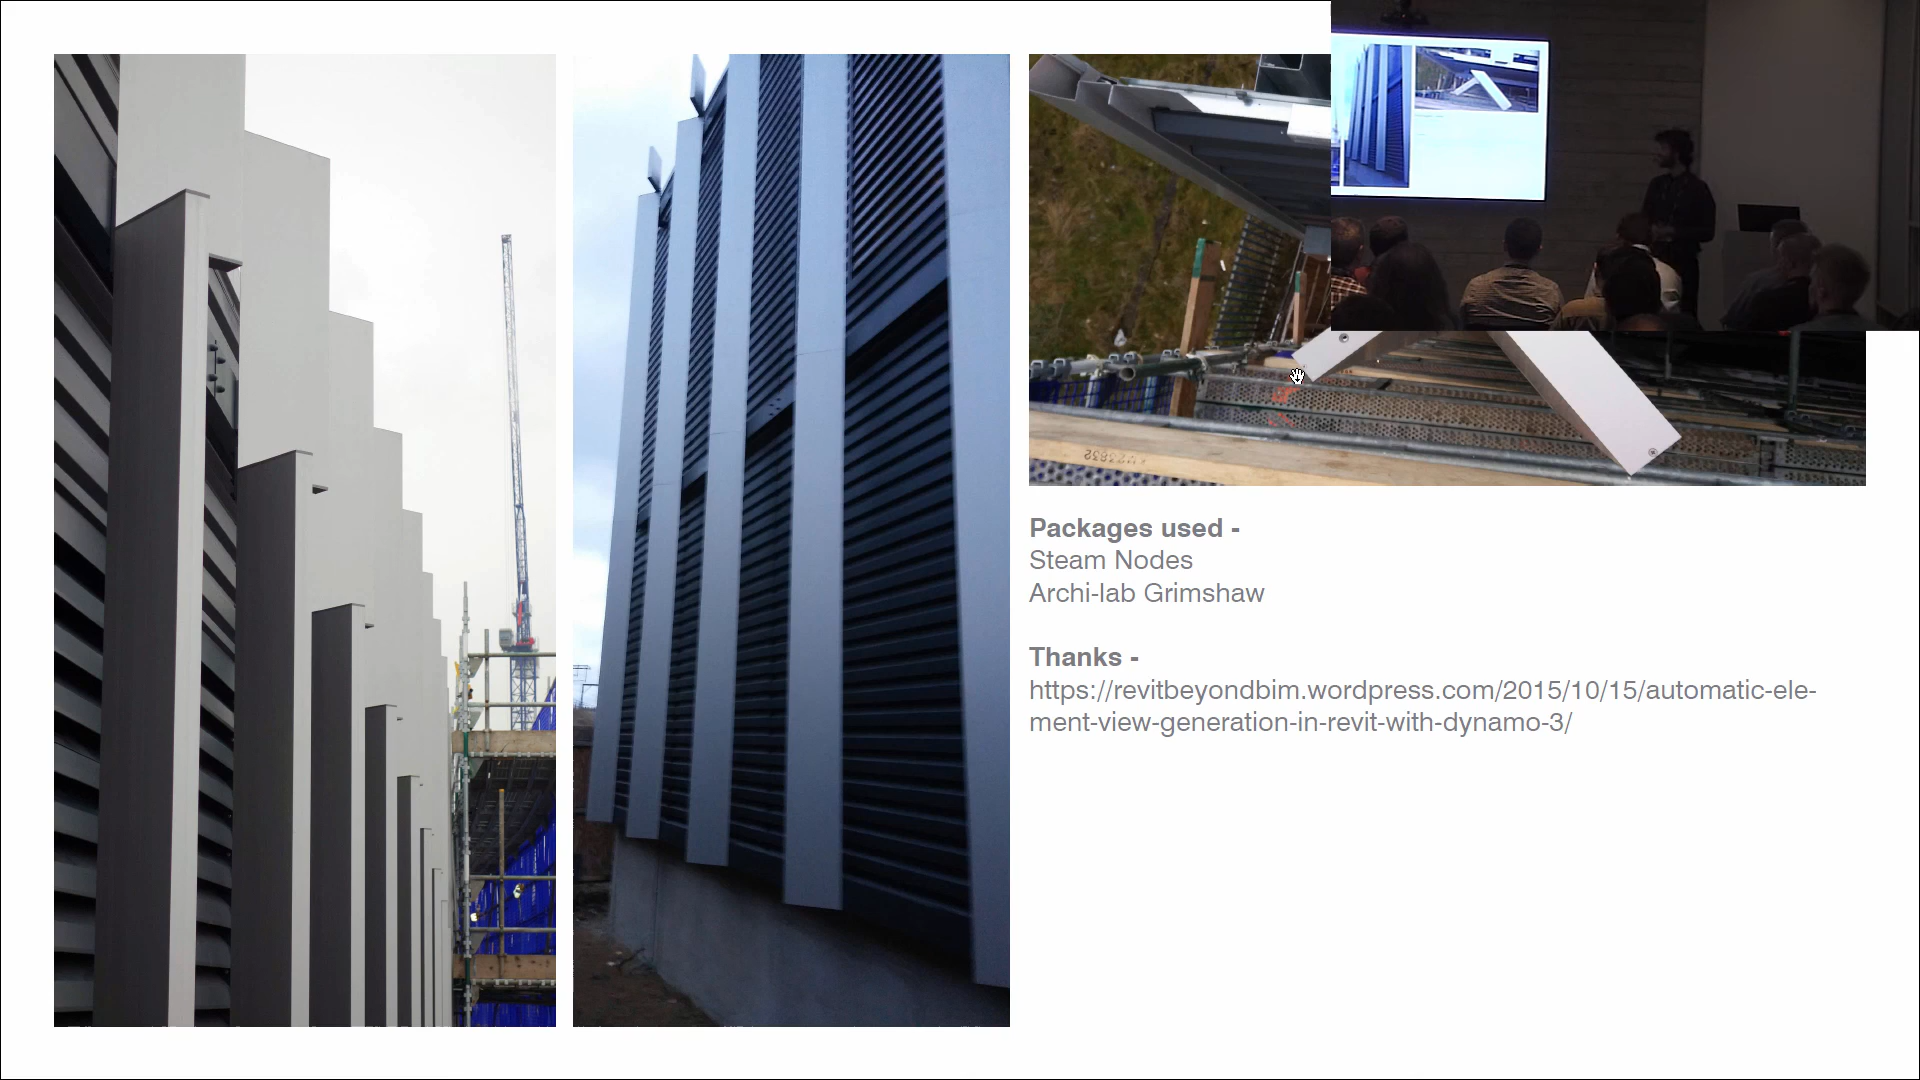 Packages used -
Steam Nodes
Archi-lab Grimshaw
Thanks -
https://revitbeyondbim.wordpress.com/2015/10/15/automatic-ele-
ment-view-generation-in-revit-with-dynamo-3/